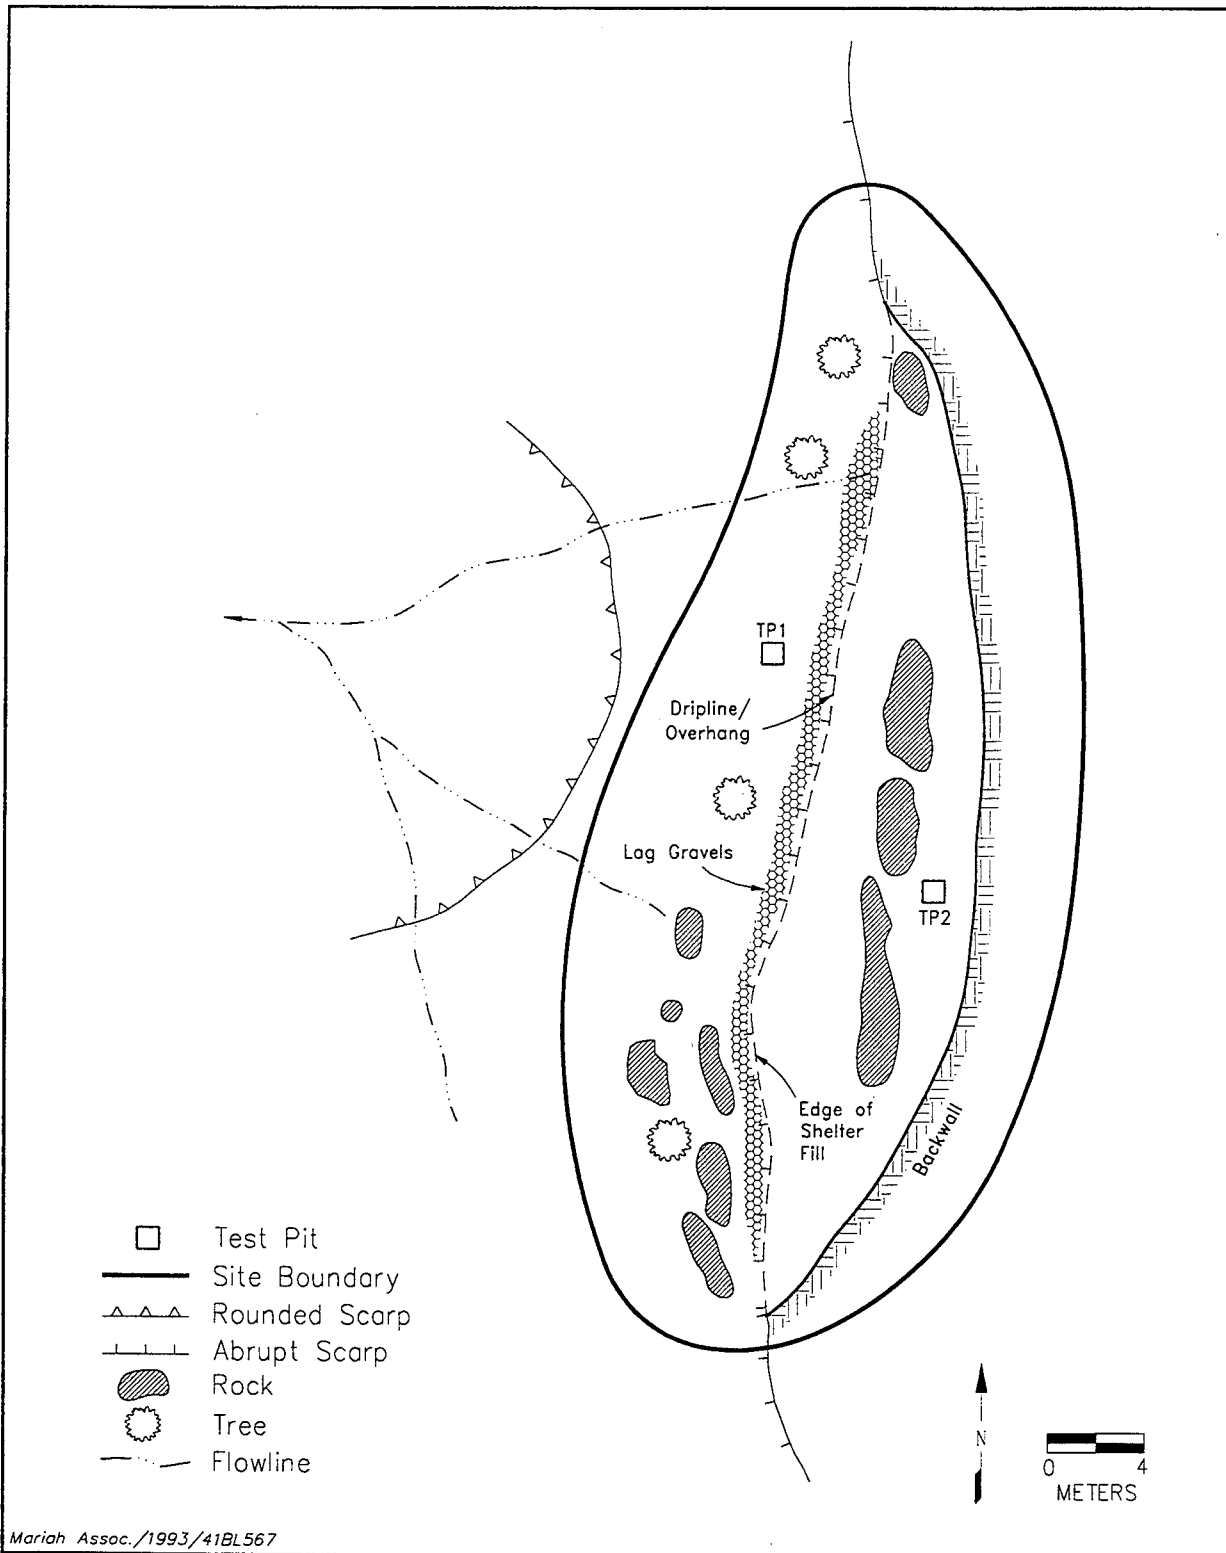 TP1
Dripline/
Overhang
Lag Gravels
TP2
Edge of
Shelter
Fill
Backwall
Test Pit
Site Boundary
Rounded Scarp
Abrupt Scarp
Rock
Tree
Flowline
N
0 4
METERS
Mariah Assoc./1993/41BL567